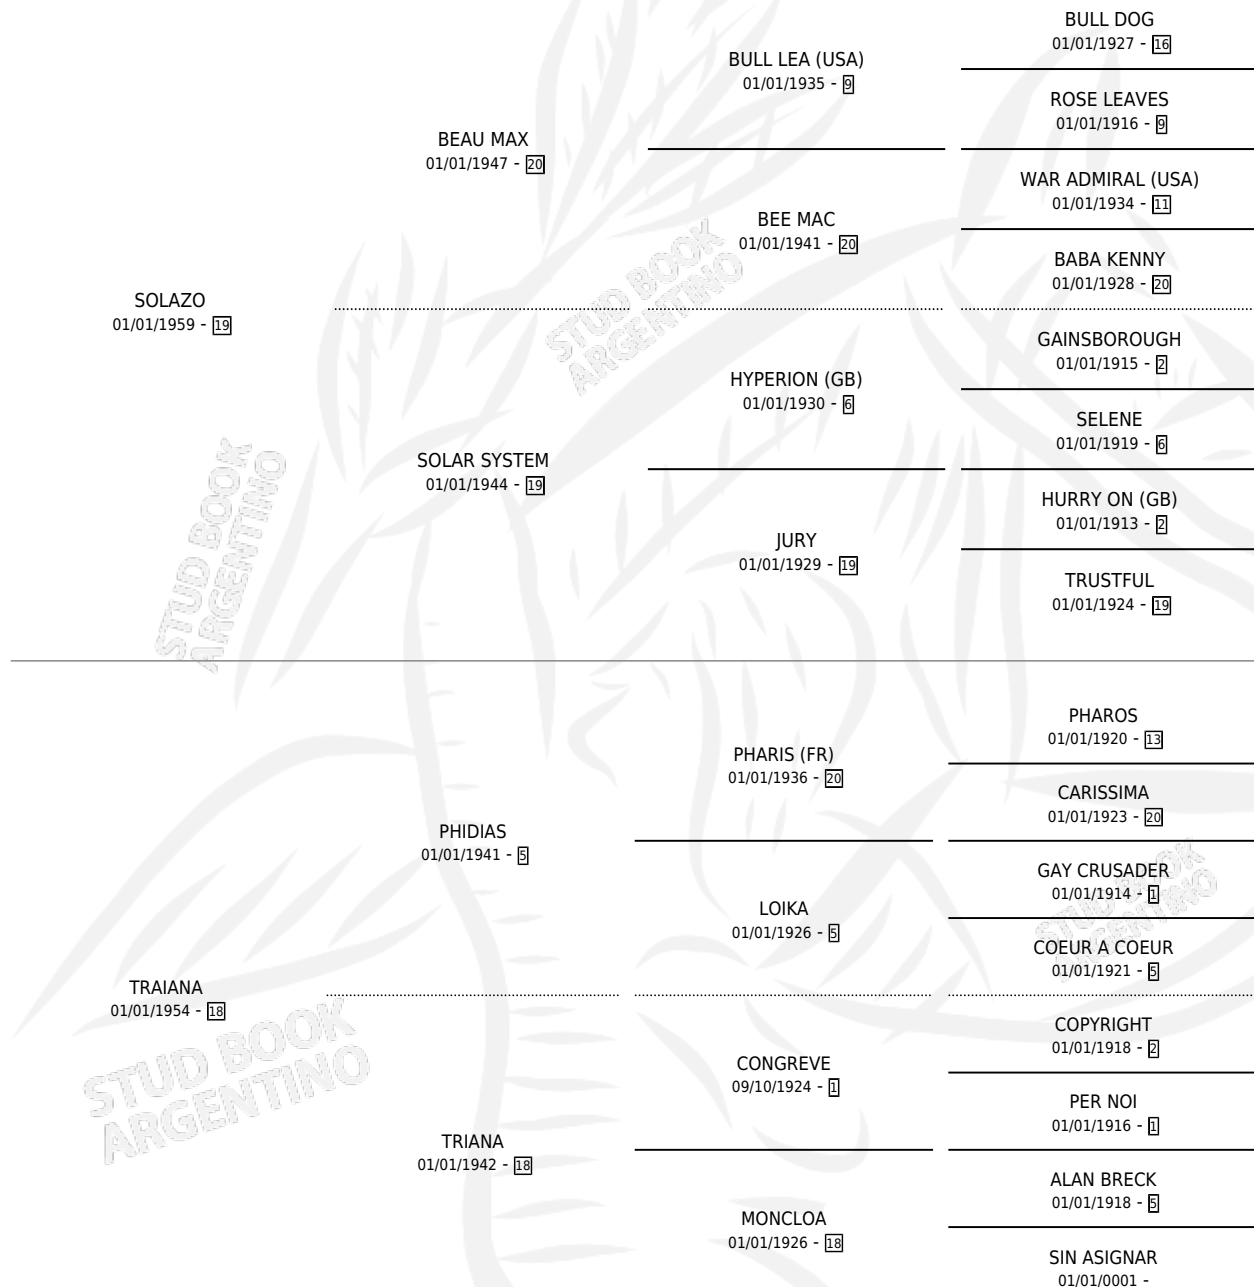 BULL DOG
01/01/1927 - 16
BULL LEA (USA)
01/01/1935 - 9
ROSE LEAVES
01/01/1916 - 9
BEAU MAX
01/01/1947 - 20
WAR ADMIRAL (USA)
01/01/1934 - 11
BEE MAC
01/01/1941 - 20
BABA KENNY
01/01/1928 - 20
SOLAZO
01/01/1959 - 19
STUD BOOK
ARGENTINO
GAINSBOROUGH
01/01/1915 - 2
HYPERION (GB)
01/01/1930 - 6
SELENE
01/01/1919 - 6
SOLAR SYSTEM
01/01/1944 - 19
HURRY ON (GB)
01/01/1913 - 2
JURY
01/01/1929 - 19
TRUSTFUL
01/01/1924 - 19
STUD BOOK
ARGENTINO
PHAROS
01/01/1920 - 13
PHARIS (FR)
01/01/1936 - 20
CARISSIMA
01/01/1923 - 20
PHIDIAS
01/01/1941 - 5
GAY CRUSADER
01/01/1914 - 1
LOIKA
01/01/1926 - 5
COEUR A COEUR
01/01/1921 - 5
STUD BOOK
ARGENTINO
TRAIANA
01/01/1954 - 18
COPYRIGHT
01/01/1918 - 2
CONGREVE
09/10/1924 - 1
PER NOI
01/01/1916 - 1
STUD BOOK
ARGENTINO
TRIANA
01/01/1942 - 18
ALAN BRECK
01/01/1918 - 5
MONCLOA
01/01/1926 - 18
SIN ASIGNAR
01/01/0001 -